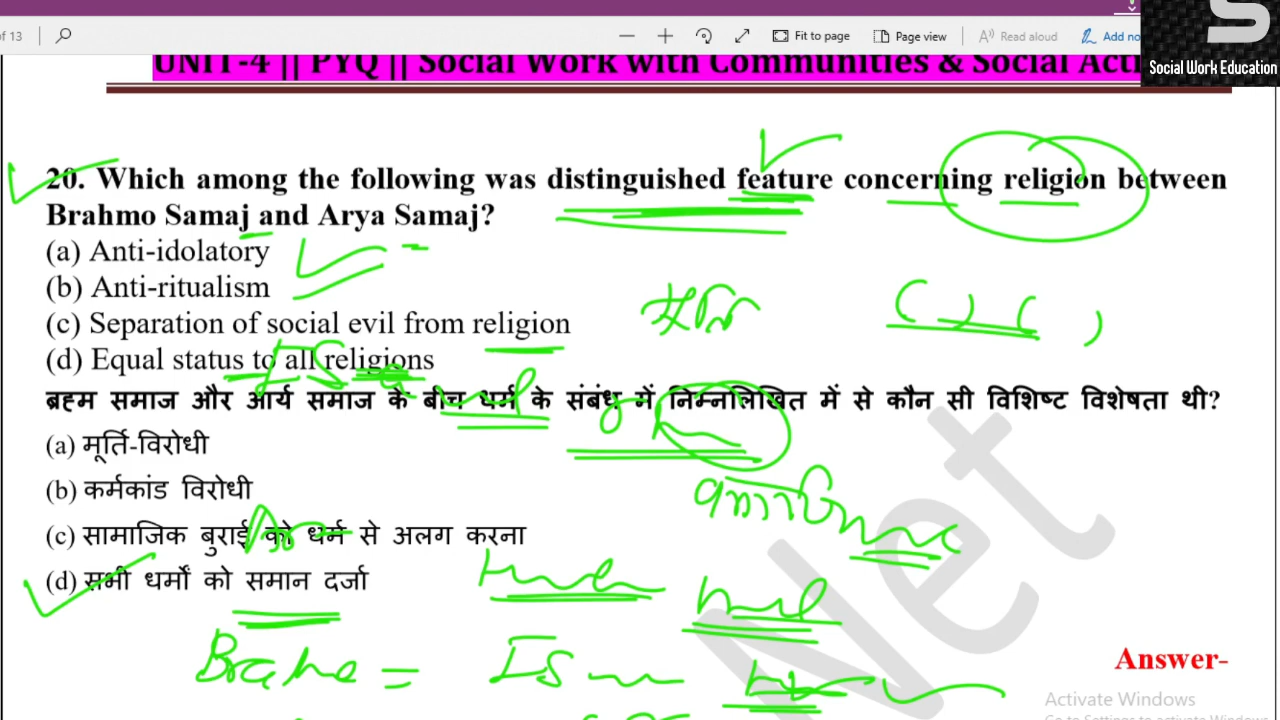 of 13
Fit to page
Page view
Read aloud
Add no
S
Social Work Education
UNIT-4 || PYQ || Social Work with Communities & Social Acti
20. Which among the following was distinguished feature concerning religion between
Brahmo Samaj and Arya Samaj?
(a) Anti-idolatory
(b) Anti-ritualism
(c) Separation of social evil from religion
(d) Equal status to all religions
ब्रह्म समाज और आर्य समाज के बीच धर्म के संबंध में निम्नलिखित में से कौन सी विशिष्ट विशेषता थी?
(a) मूर्ति-विरोधी
(b) कर्मकांड विरोधी
(c) सामाजिक बुराई को धर्म से अलग करना
(d) सभी धर्मों को समान दर्जा
Net
Answer-
Activate Windows